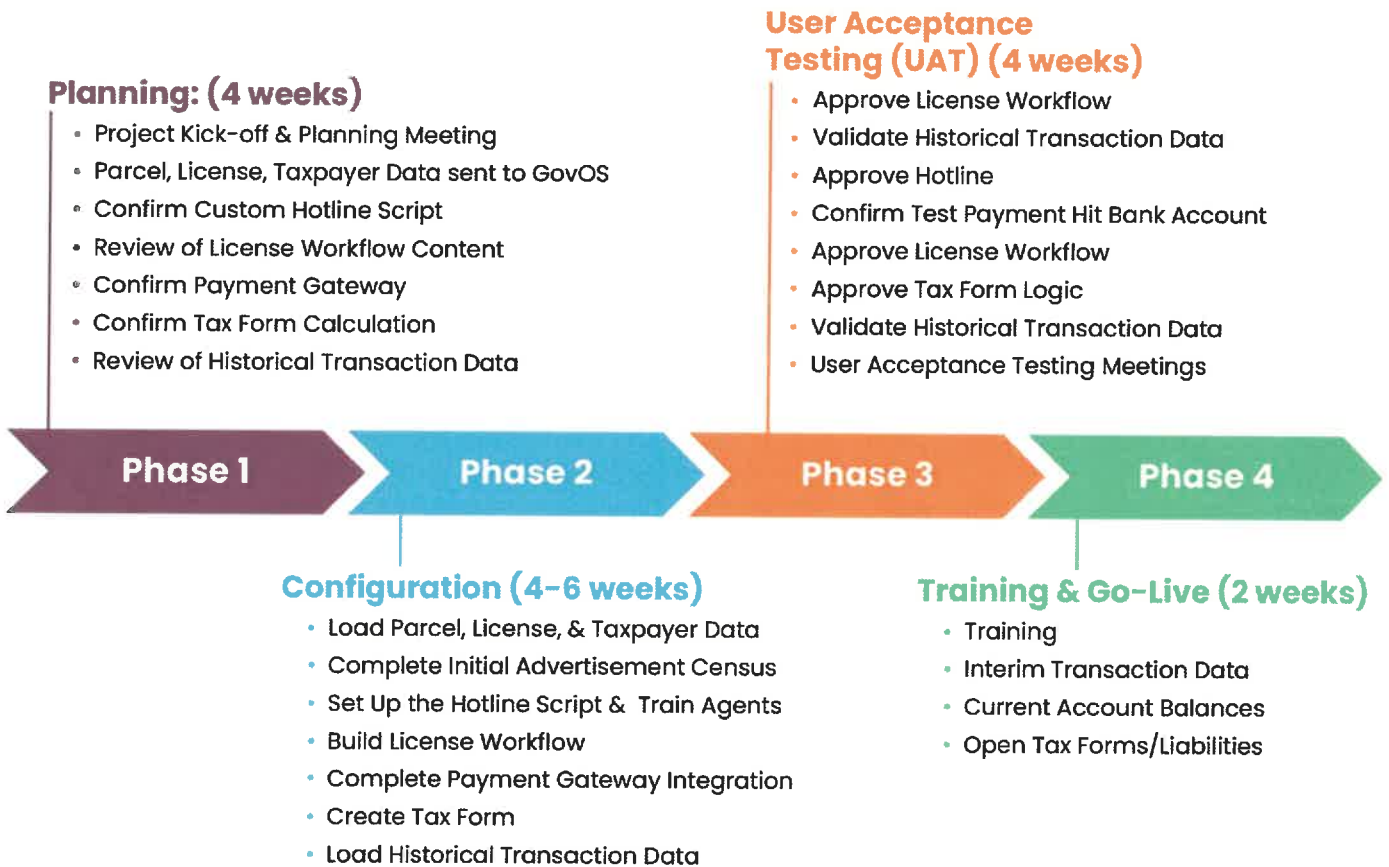 Planning: (4 weeks)
• Project Kick-off & Planning Meeting
• Parcel, License, Taxpayer Data sent to GovOS
• Confirm Custom Hotline Script
• Review of License Workflow Content
• Confirm Payment Gateway
• Confirm Tax Form Calculation
• Review of Historical Transaction Data
User Acceptance
Testing (UAT) (4 weeks)
• Approve License Workflow
• Validate Historical Transaction Data
• Approve Hotline
• Confirm Test Payment Hit Bank Account
• Approve License Workflow
• Approve Tax Form Logic
• Validate Historical Transaction Data
• User Acceptance Testing Meetings
Phase 1
Phase 2
Phase 3
Phase 4
Configuration (4-6 weeks)
• Load Parcel, License, & Taxpayer Data
• Complete Initial Advertisement Census
• Set Up the Hotline Script & Train Agents
• Build License Workflow
• Complete Payment Gateway Integration
• Create Tax Form
• Load Historical Transaction Data
Training & Go-Live (2 weeks)
• Training
• Interim Transaction Data
• Current Account Balances
• Open Tax Forms/Liabilities